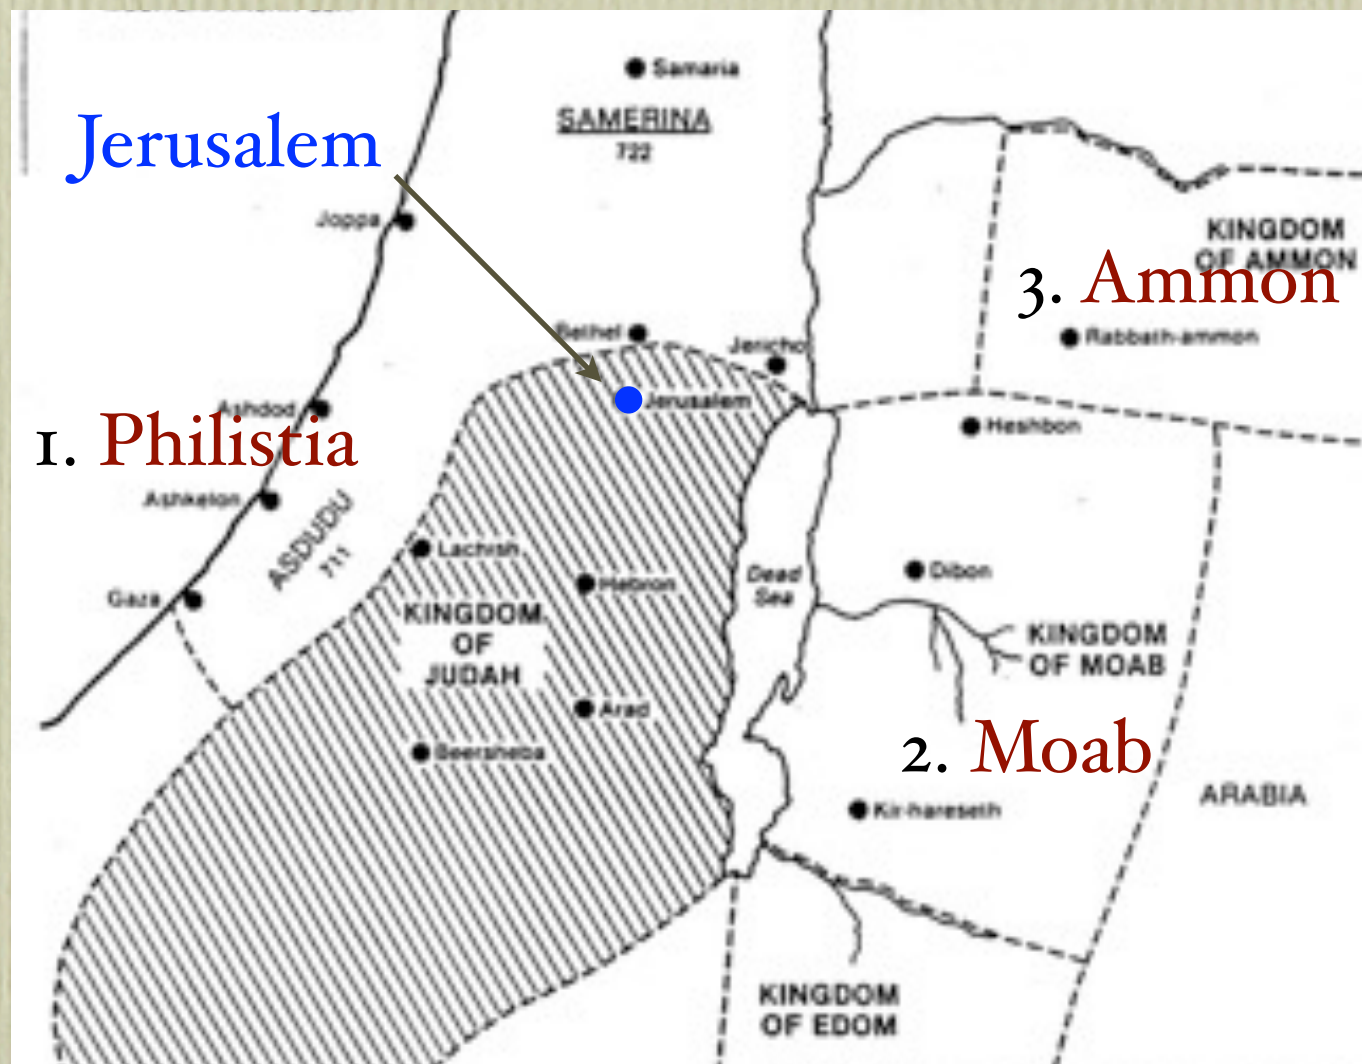 Samaria
SAMERINA
722
Jerusalem
Joppa
KINGDOM
OF AMMON
3. Ammon
Rabbath-ammon
Bethel
Jericho
Jerusalem
Ashdod
1. Philistia
Heshbon
Ashkelon
ASDUDU
711
Lachish
Hebron
Dead
Sea
Dibon
Gaza
KINGDOM
OF
JUDAH
KINGDOM
OF MOAB
Arad
2. Moab
Beersheba
ARABIA
Kir-hareseth
KINGDOM
OF EDOM